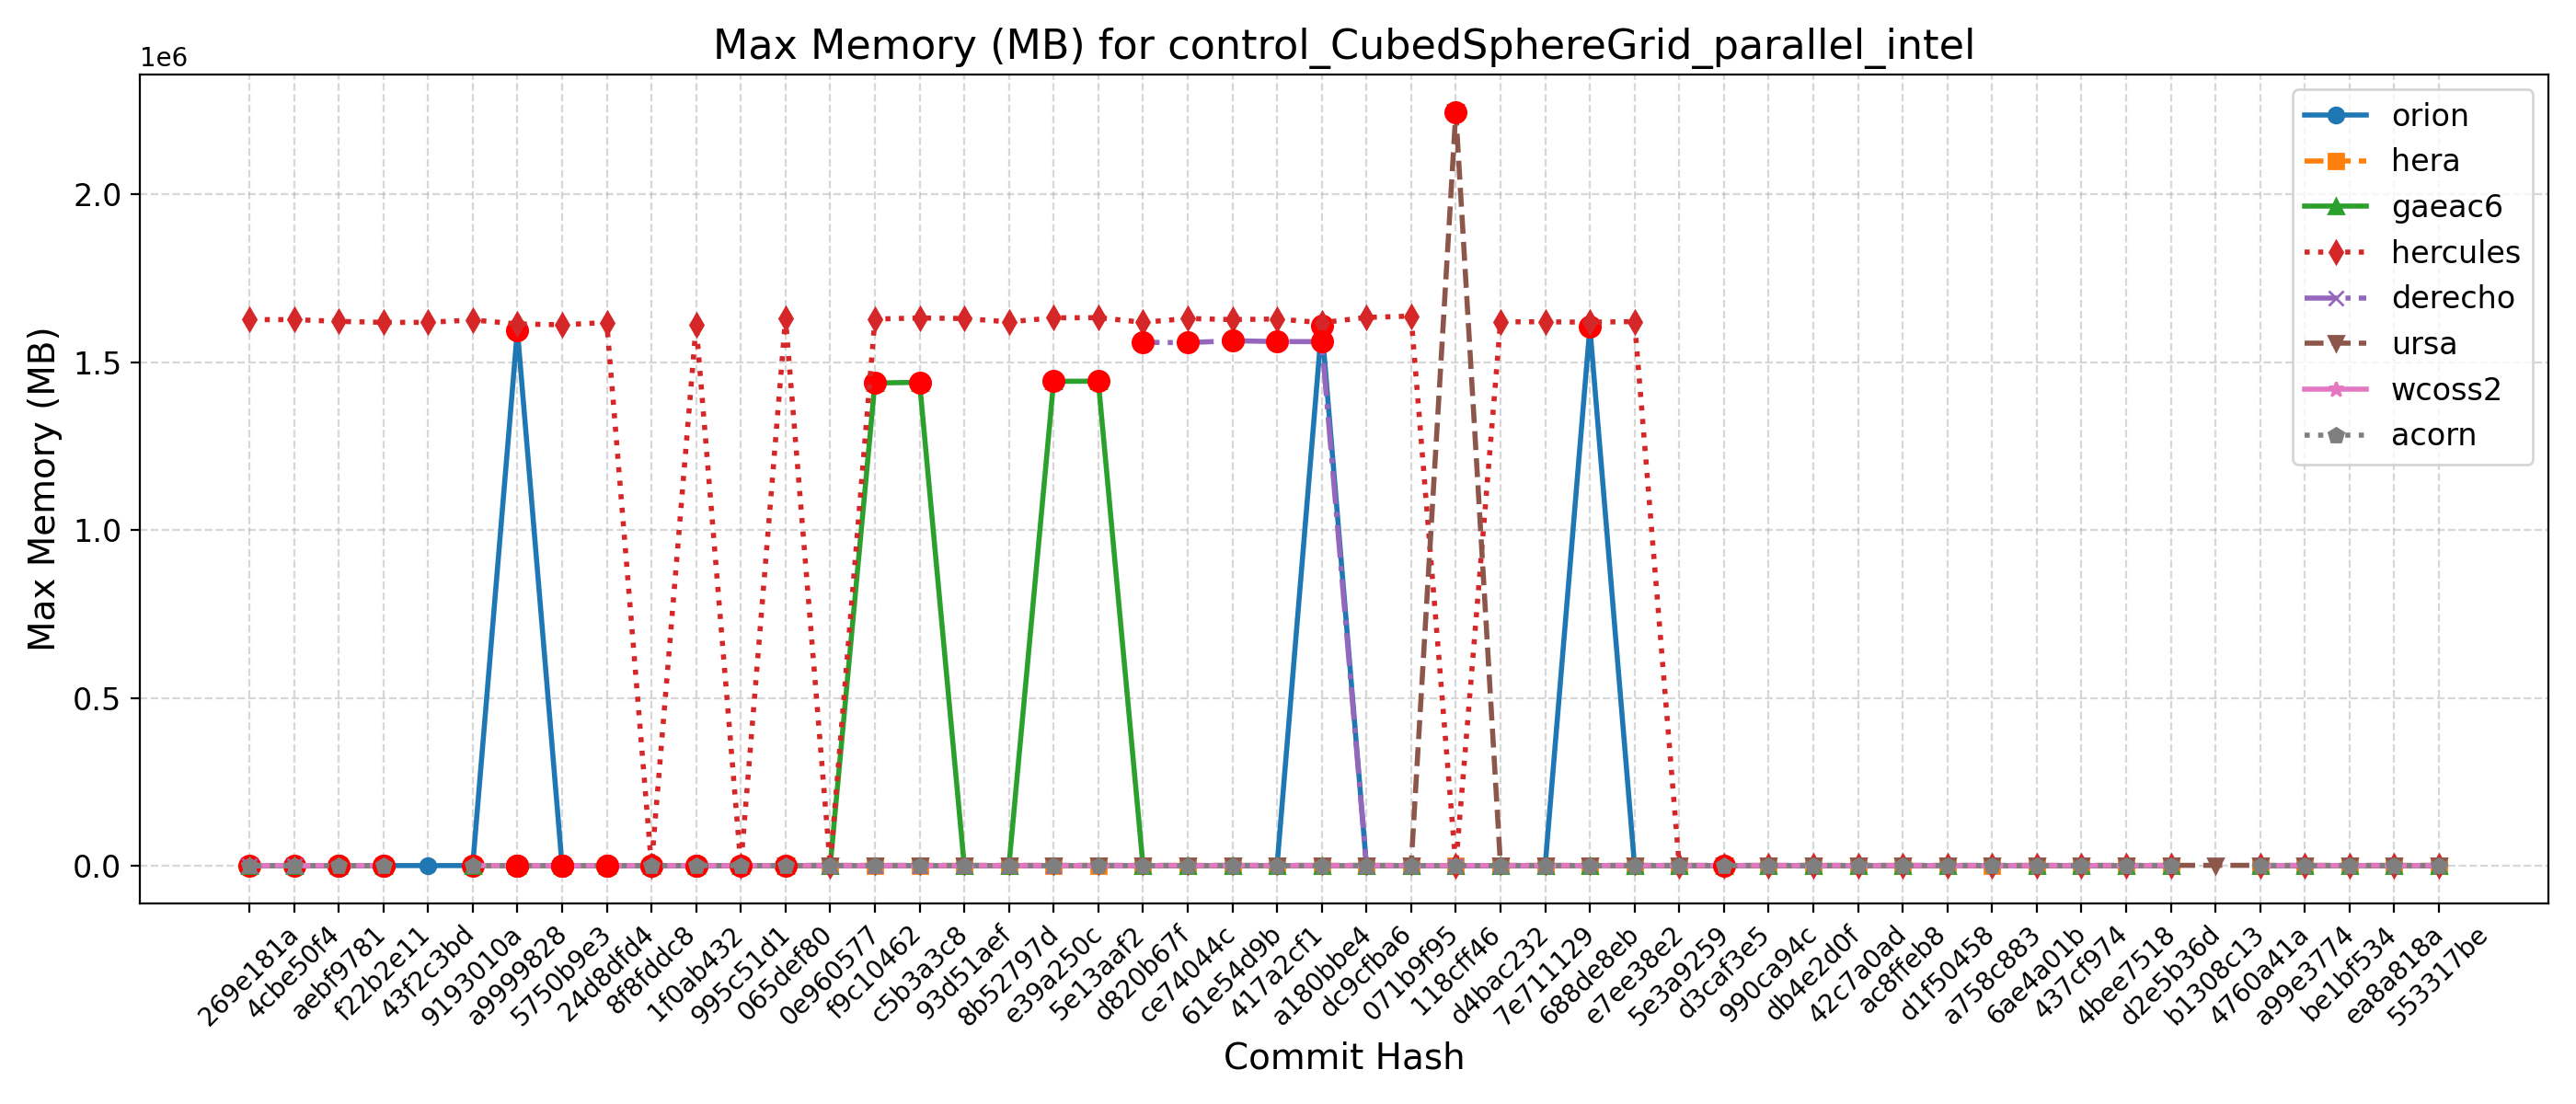 Max Memory (MB) for control_CubedSphereGrid_parallel_intel
1e6
2.0
1.5
1.0
0.5
0.0
Max Memory (MB)
orion
hera
gaeac6
hercules
derecho
ursa
wcoss2
acorn
269e181a
4cbe50f4
aebf9781
f22b2e11
43f2c3bd
9193010a
a9999828
5750b9e3
24d8dfd4
8f8fddc8
1f0ab432
995c51d1
065def80
0e960577
f9c10462
c5b3a3c8
93d51aef
8b52797d
e39a250c
5e13aaf2
d820b67f
ce74044c
61e54d9b
417a2cf1
a180bbe4
dc9cfba6
071b9f95
118cff46
d4bac232
7e711129
688de8eb
e7ee38e2
5e3a9259
d3caf3e5
990ca94c
db4e2d0f
42c7a0ad
ac8ffeb8
d1f50458
a758c883
6ae4a01b
437cf974
4bee7518
d2e5b36d
b1308c13
4760a41a
a99e3774
be1bf534
ea8a818a
553317be
Commit Hash